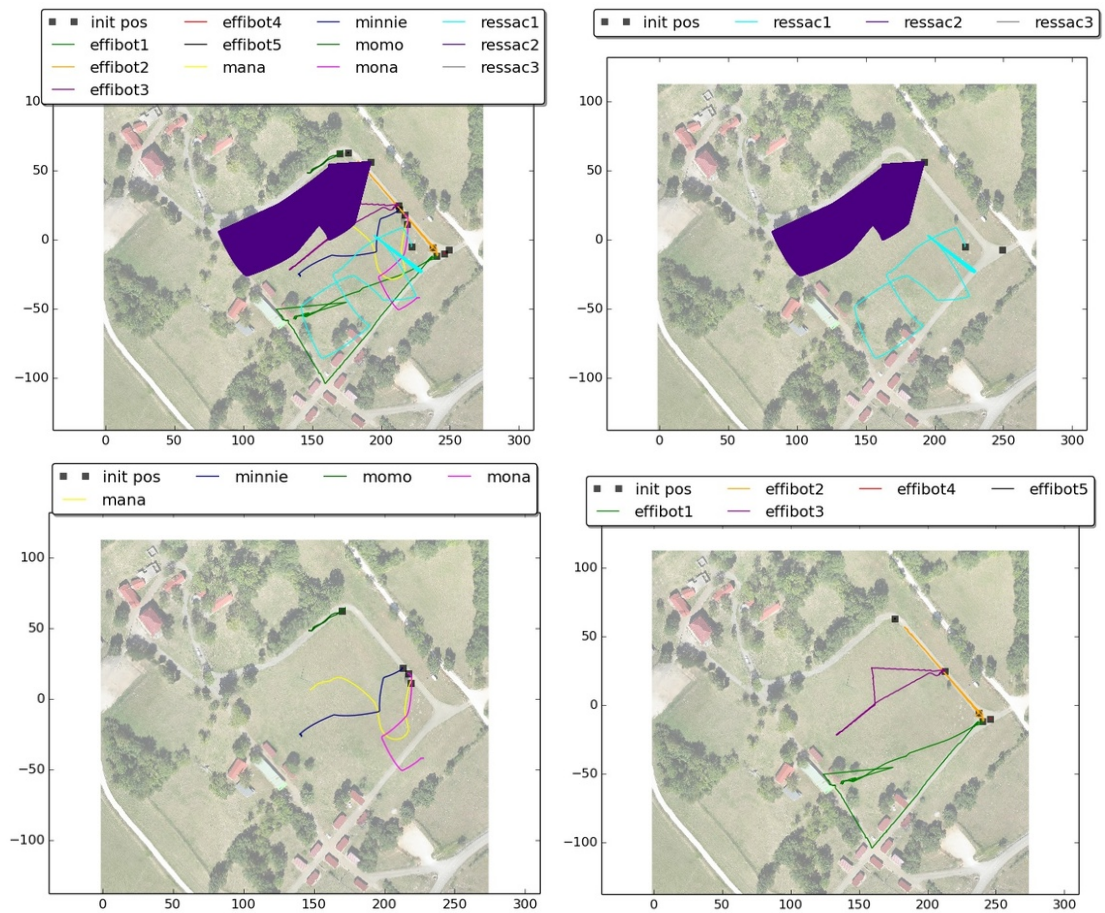 init pos effibot4 minnie ressac1
effibot1 effibot5 momo ressac2
effibot2 mana mona ressac3
effibot3
10
50
0
−50
−100
0 50 100 150 200 250 300
init pos ressac1 ressac2 ressac3
100
50
0
−50
−100
0 50 100 150 200 250 300
init pos minnie momo mona
mana
100
50
0
−50
−100
0 50 100 150 200 250 300
init pos effibot2 effibot4 effibot5
effibot1 effibot3
100
50
0
−50
−100
0 50 100 150 200 250 300